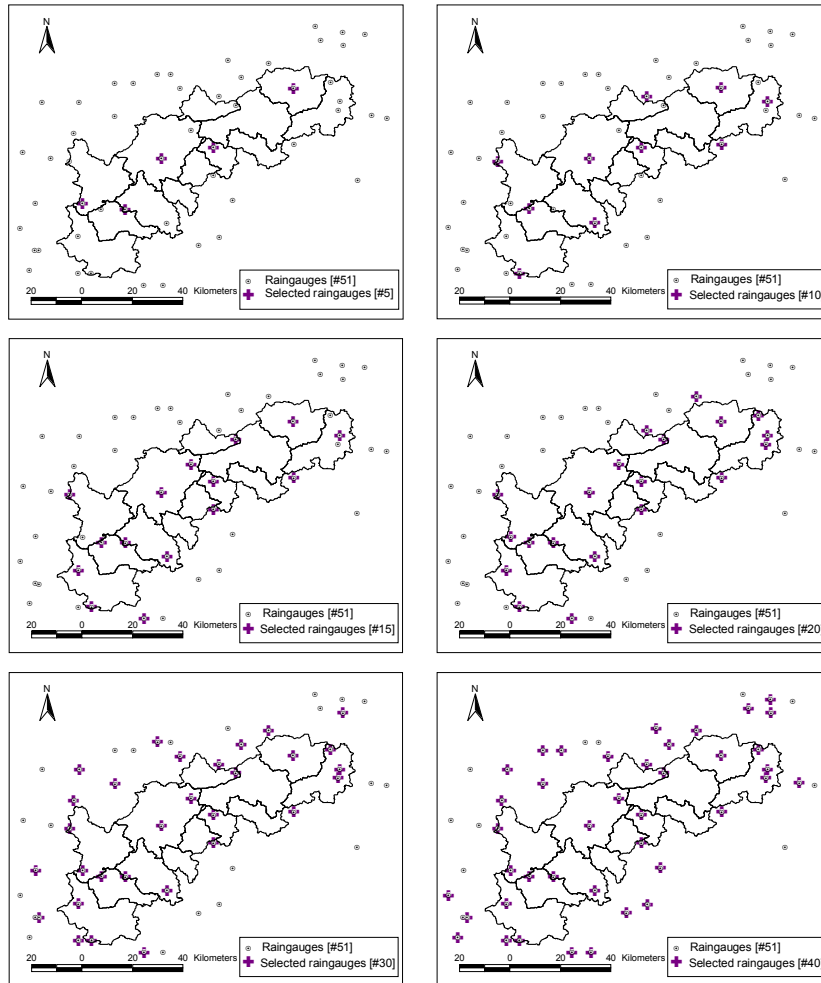 N
N
Raingauges [#51]
Selected raingauges [#5]
20 0 20 40 Kilometers
Raingauges [#51]
Selected raingauges [#10]
20 0 20 40 Kilometers
N
N
Raingauges [#51]
Selected raingauges [#15]
20 0 20 40 Kilometers
Raingauges [#51]
Selected raingauges [#20]
20 0 20 40 Kilometers
N
N
Raingauges [#51]
Selected raingauges [#30]
20 0 20 40 Kilometers
Raingauges [#51]
Selected raingauges [#40]
20 0 20 40 Kilometers